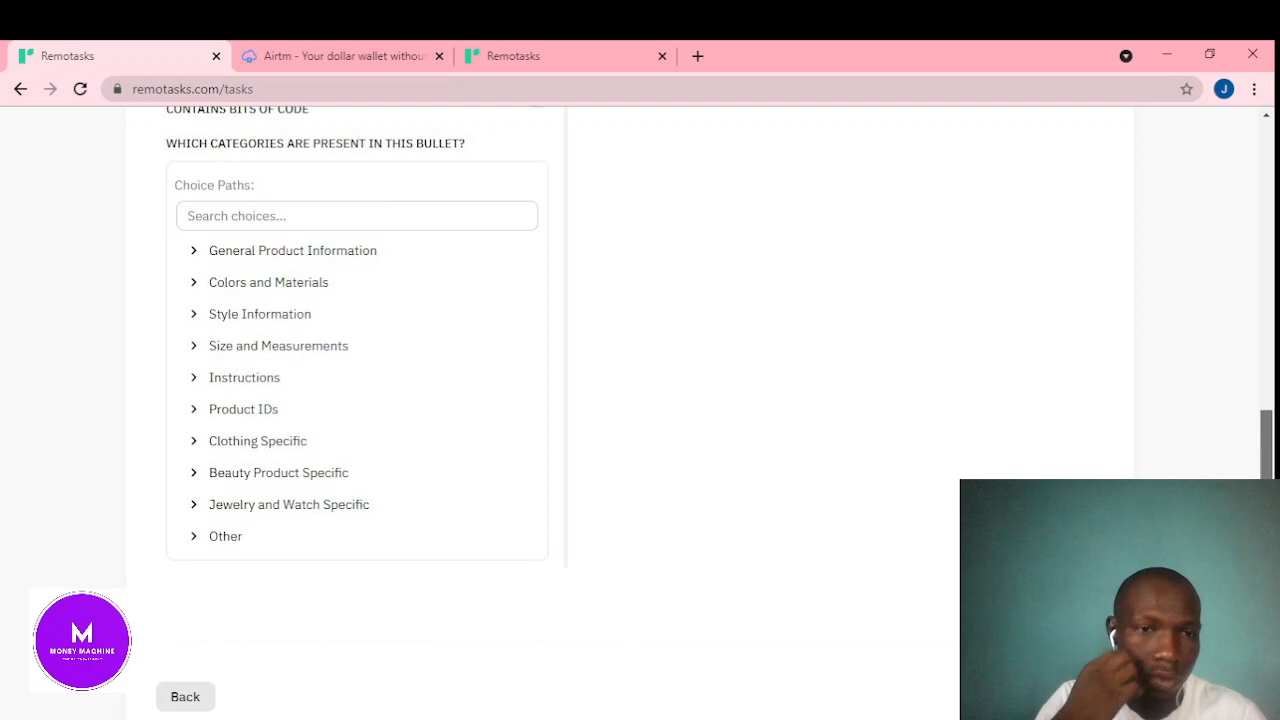 Remotasks
Airtm - Your dollar wallet withou
Remotasks
remotasks.com/tasks
J
CONTAINS BITS OF CODE
WHICH CATEGORIES ARE PRESENT IN THIS BULLET?
Choice Paths:
Search choices...
General Product Information
Colors and Materials
Style Information
Size and Measurements
Instructions
Product IDs
Clothing Specific
Beauty Product Specific
Jewelry and Watch Specific
Other
M
MONEY MACHINE
Back